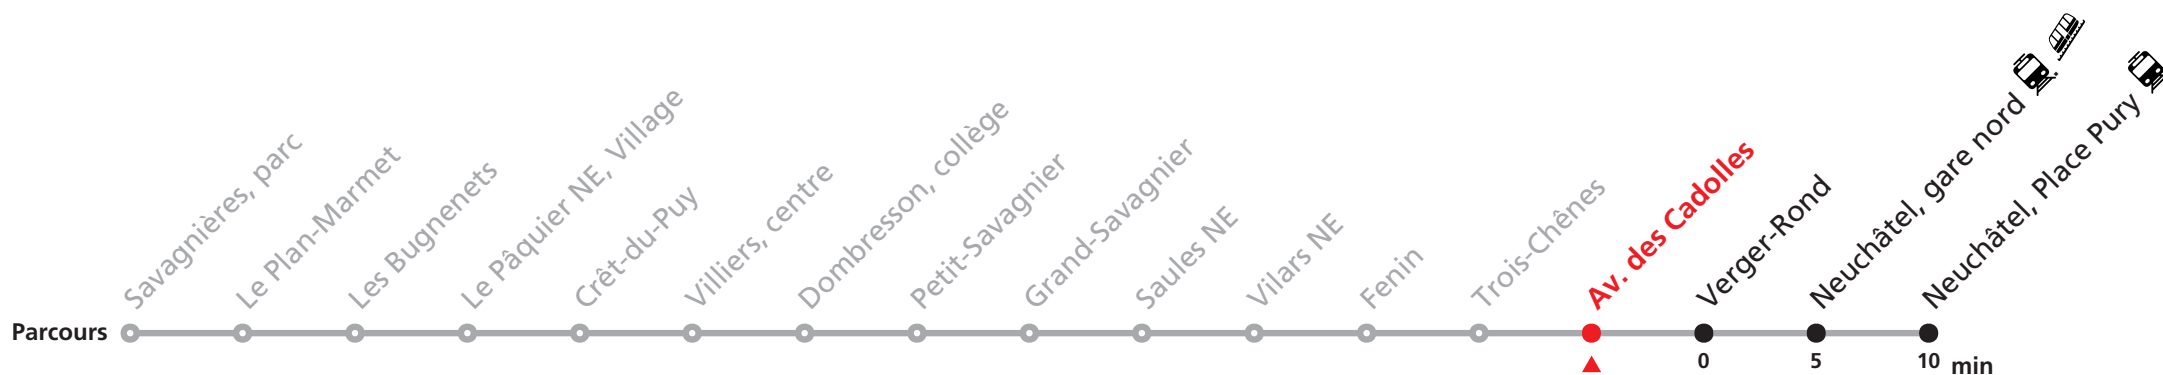 Savagnières, parc
Le Plan-Marmet
Les Bugnenets
Le Pâquier NE, Village
Crêt-du-Puy
Villiers, centre
Dombresson, collège
Petit-Savagnier
Grand-Savagnier
Saules NE
Vilars NE
Fenin
Trois-Chênes
Av. des Cadolles
Verger-Rond
Neuchâtel, gare nord
Neuchâtel, Place Pury
Parcours
0 5 10 min